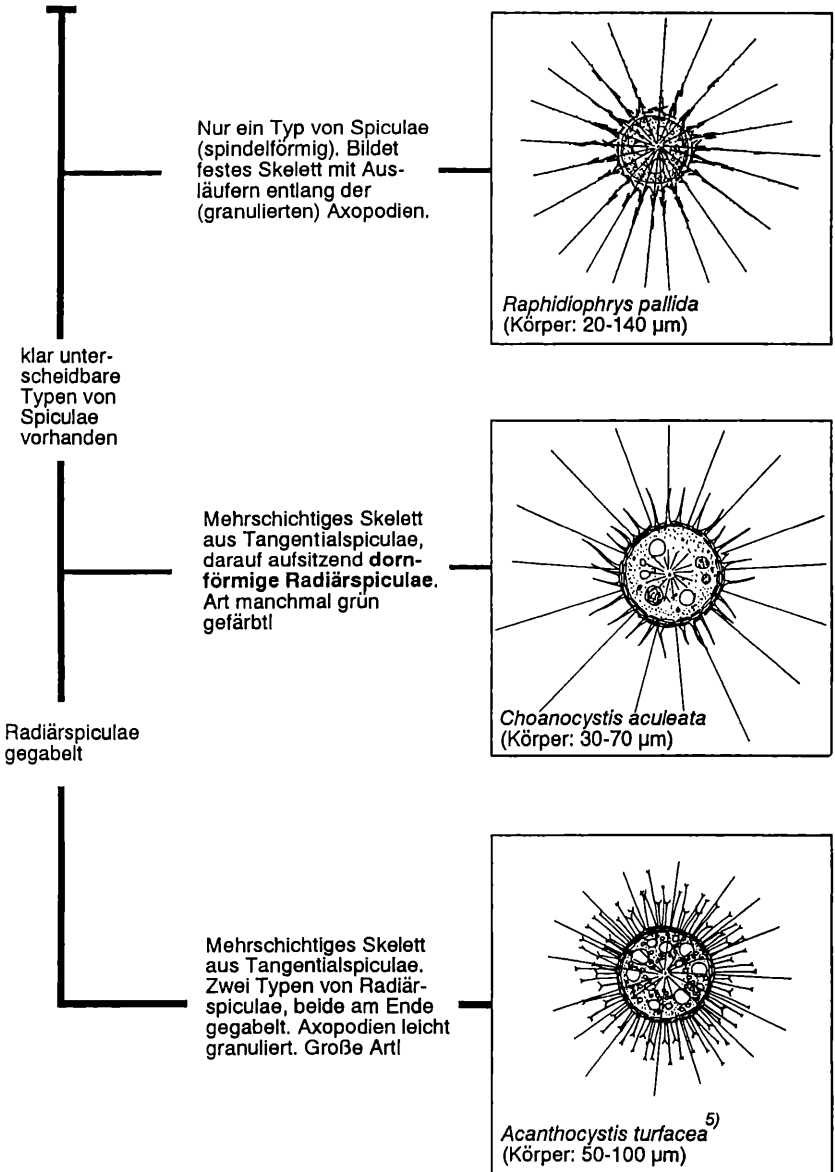 Nur ein Typ von Spiculae
(spindelförmig). Bildet
festes Skelett mit Aus-
läufern entlang der
(granulierten) Axopodien.
Raphidiophrys pallida
(Körper: 20-140 µm)
klar unter-
scheidbare
Typen von
Spiculae
vorhanden
Mehrschichtiges Skelett
aus Tangentialspiculae,
darauf aufsitzend dorn-
förmige Radiärspiculae.
Art manchmal grün
gefärbt!
Choanocystis aculeata
(Körper: 30-70 µm)
Radiärspiculae
gegabelt
Mehrschichtiges Skelett
aus Tangentialspiculae.
Zwei Typen von Radiär-
spiculae, beide am Ende
gegabelt. Axopodien leicht
granuliert. Große Art!
Acanthocystis turfacea 5)
(Körper: 50-100 µm)